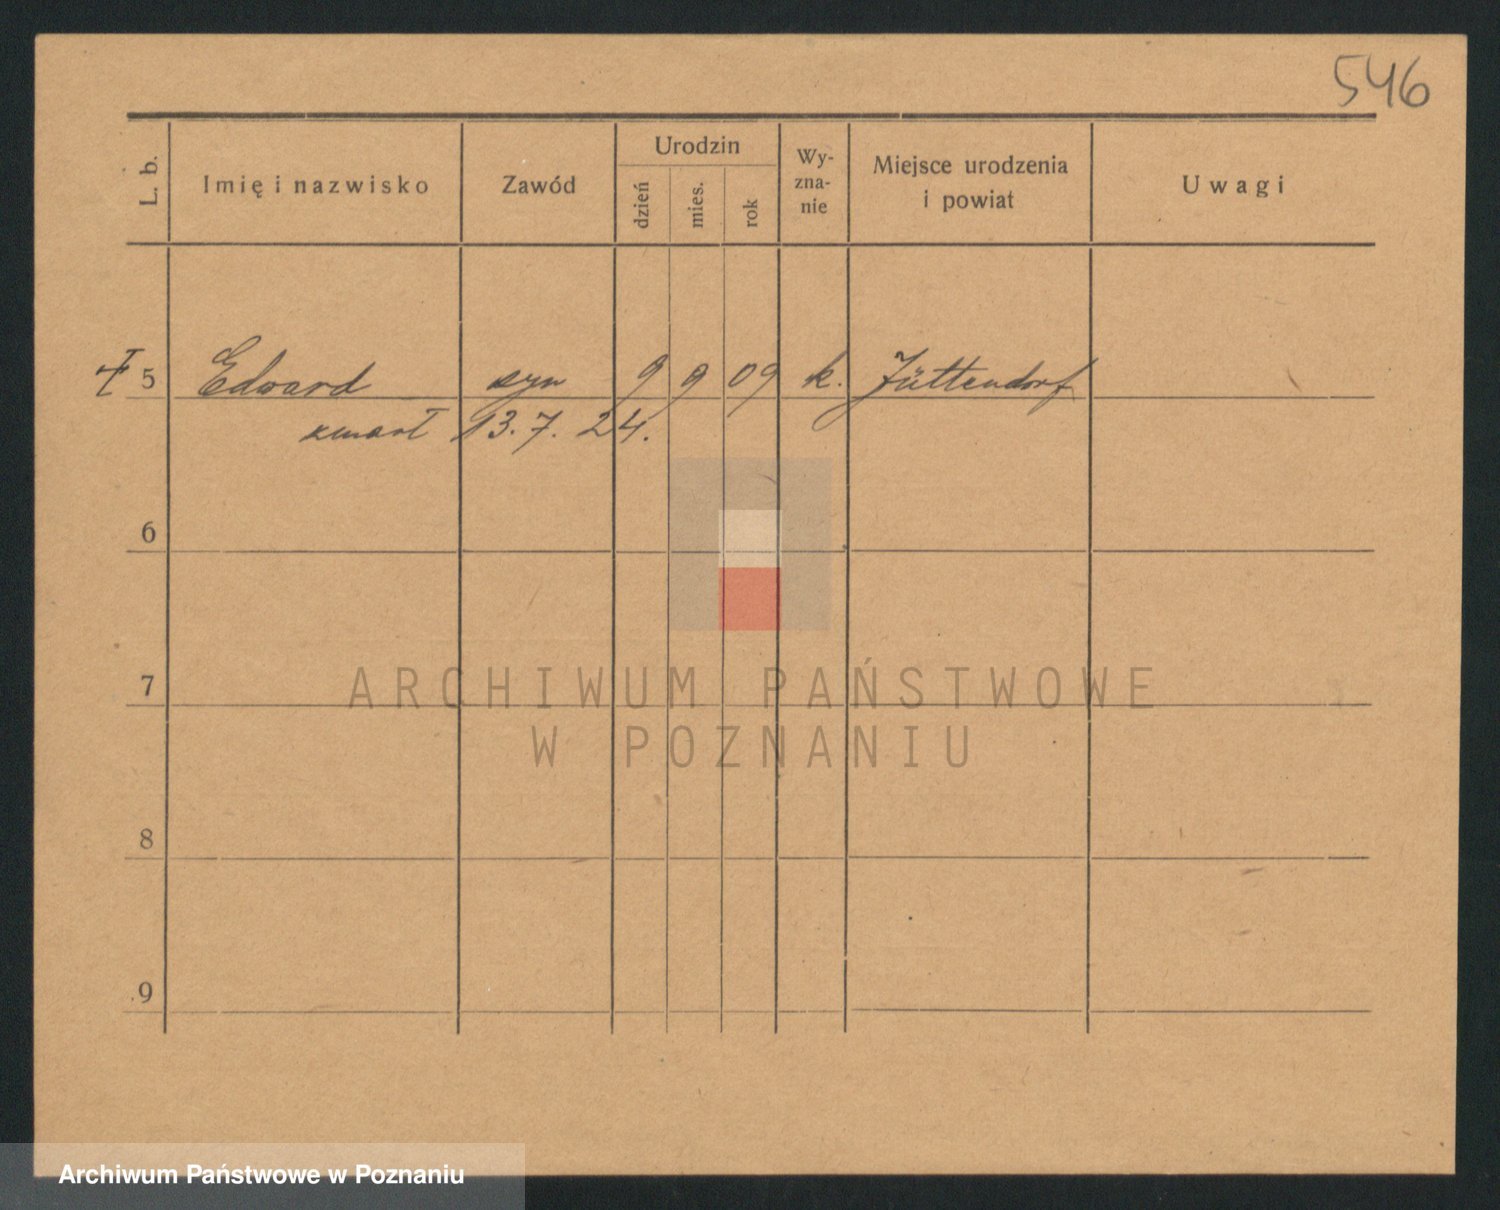 546
L. b. Imię i nazwisko Zawód Urodzin dzień mies. rok Wy-zna-nie Miejsce urodzenia i powiat Uwagi
5 Edward syn 9 9 09 k. Jüttendorf
zmarł 13. 7. 24.
6
7
ARCHIWUM PAŃSTWOWE
W POZNANIU
8
9
Archiwum Państwowe w Poznaniu